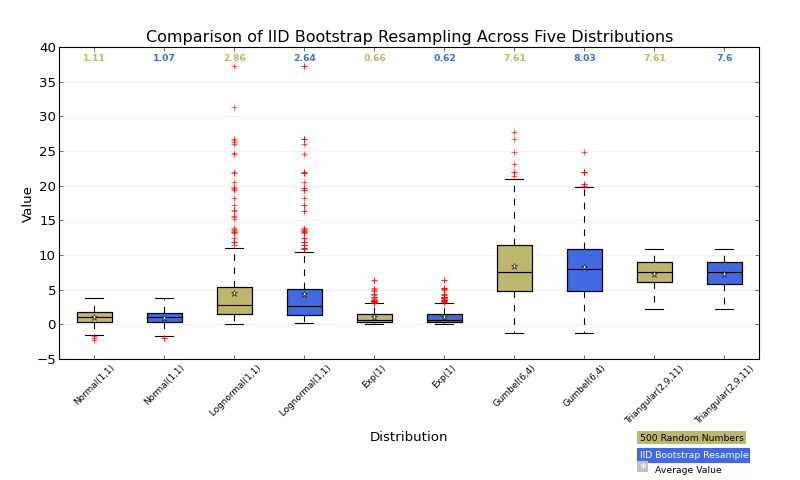 Comparison of IID Bootstrap Resampling Across Five Distributions
1.11 1.07 2.86 2.64 0.66 0.62 7.61 8.03 7.61 7.6
40
35
30
25
20
15
10
5
0
−5
Value
Normal(1,1) Normal(1,1) Lognormal(1,1) Lognormal(1,1) Exp(1) Exp(1) Gumbel(6,4) Gumbel(6,4) Triangular(2,9,11) Triangular(2,9,11)
Distribution
500 Random Numbers
IID Bootstrap Resample
* Average Value